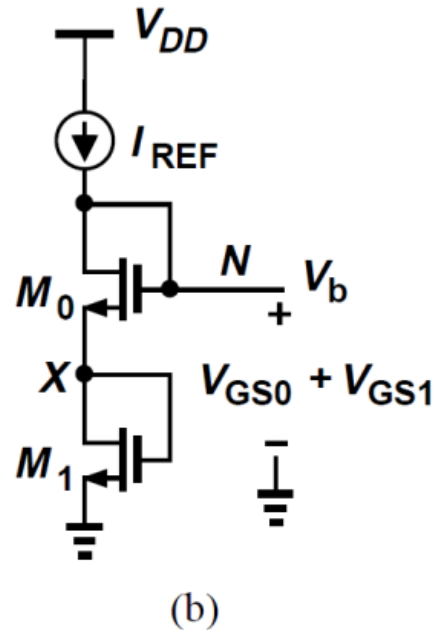 V_DD
I_REF
M_0
N
V_b
+
X
V_GS0 + V_GS1
M_1
−
(b)